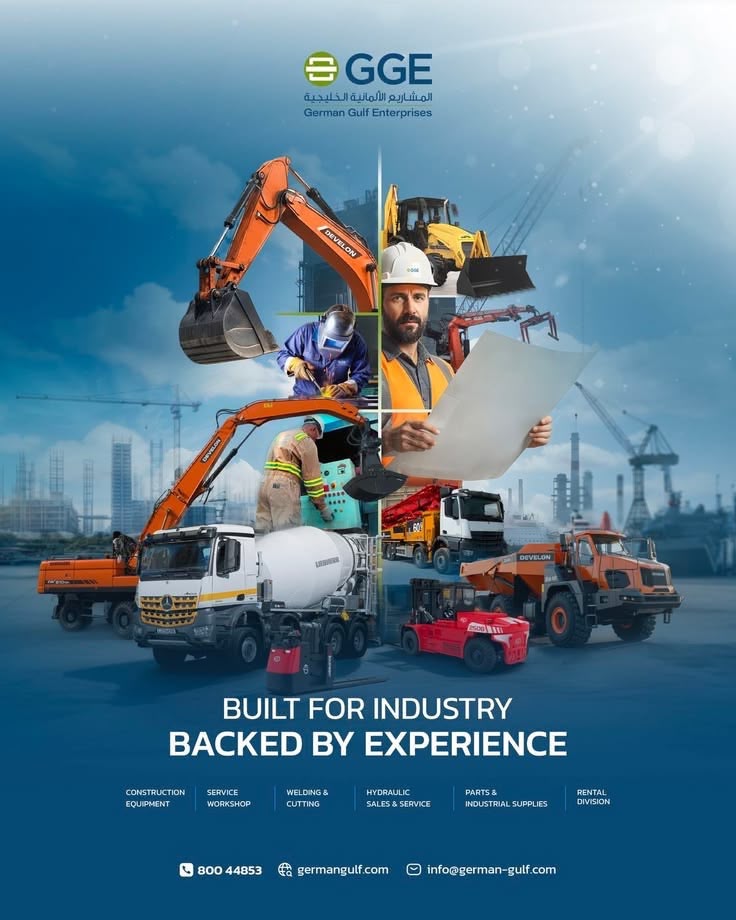 GGE
المشاريع الألمانية الخليجية
German Gulf Enterprises
DEVELON
GGE
DEVELON
LIEBHERR
DEVELON
BUILT FOR INDUSTRY
BACKED BY EXPERIENCE
CONSTRUCTION
EQUIPMENT
SERVICE
WORKSHOP
WELDING &
CUTTING
HYDRAULIC
SALES & SERVICE
PARTS &
INDUSTRIAL SUPPLIES
RENTAL
DIVISION
800 44853
germangulf.com
info@german-gulf.com